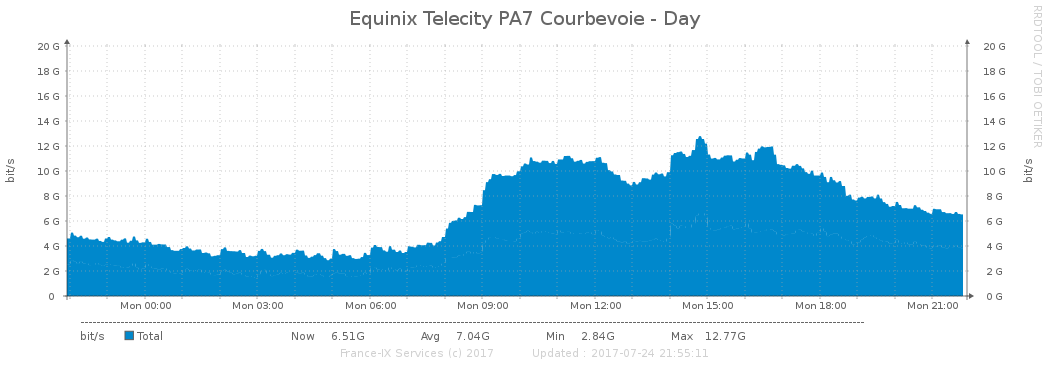 Equinix Telecity PA7 Courbevoie - Day
RRDTOOL / TOBI OETIKER
bit/s
20 G 20 G
18 G 18 G
16 G 16 G
14 G 14 G
12 G 12 G
10 G 10 G
8 G 8 G
6 G 6 G
4 G 4 G
2 G 2 G
0 0 G
bit/s
Mon 00:00 Mon 03:00 Mon 06:00 Mon 09:00 Mon 12:00 Mon 15:00 Mon 18:00 Mon 21:00
bit/s Total Now 6.51G Avg 7.04G Min 2.84G Max 12.77G
France-IX Services (c) 2017 Updated : 2017-07-24 21:55:11